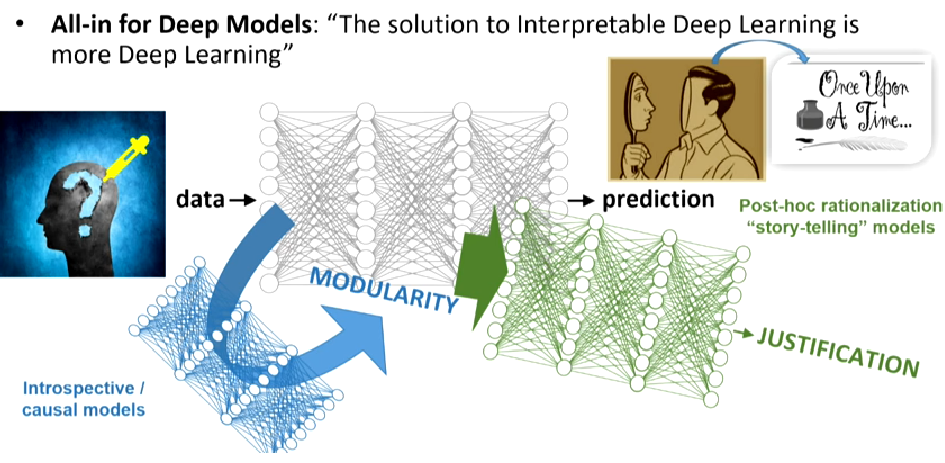 • All-in for Deep Models: “The solution to Interpretable Deep Learning is
more Deep Learning”
Once Upon
A Time...
data
prediction
Post-hoc rationalization
“story-telling” models
MODULARITY
JUSTIFICATION
Introspective /
causal models